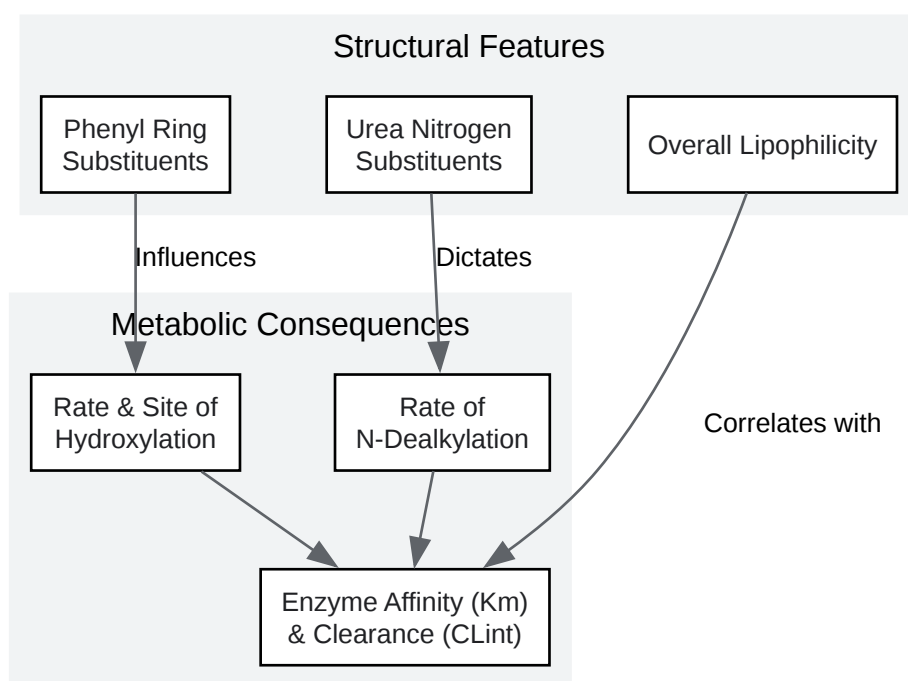 Structural Features
Phenyl Ring
Substituents
Urea Nitrogen
Substituents
Overall Lipophilicity
Influences
Dictates
Metabolic Consequences
Rate & Site of
Hydroxylation
Rate of
N-Dealkylation
Correlates with
Enzyme Affinity (Km)
& Clearance (CLint)